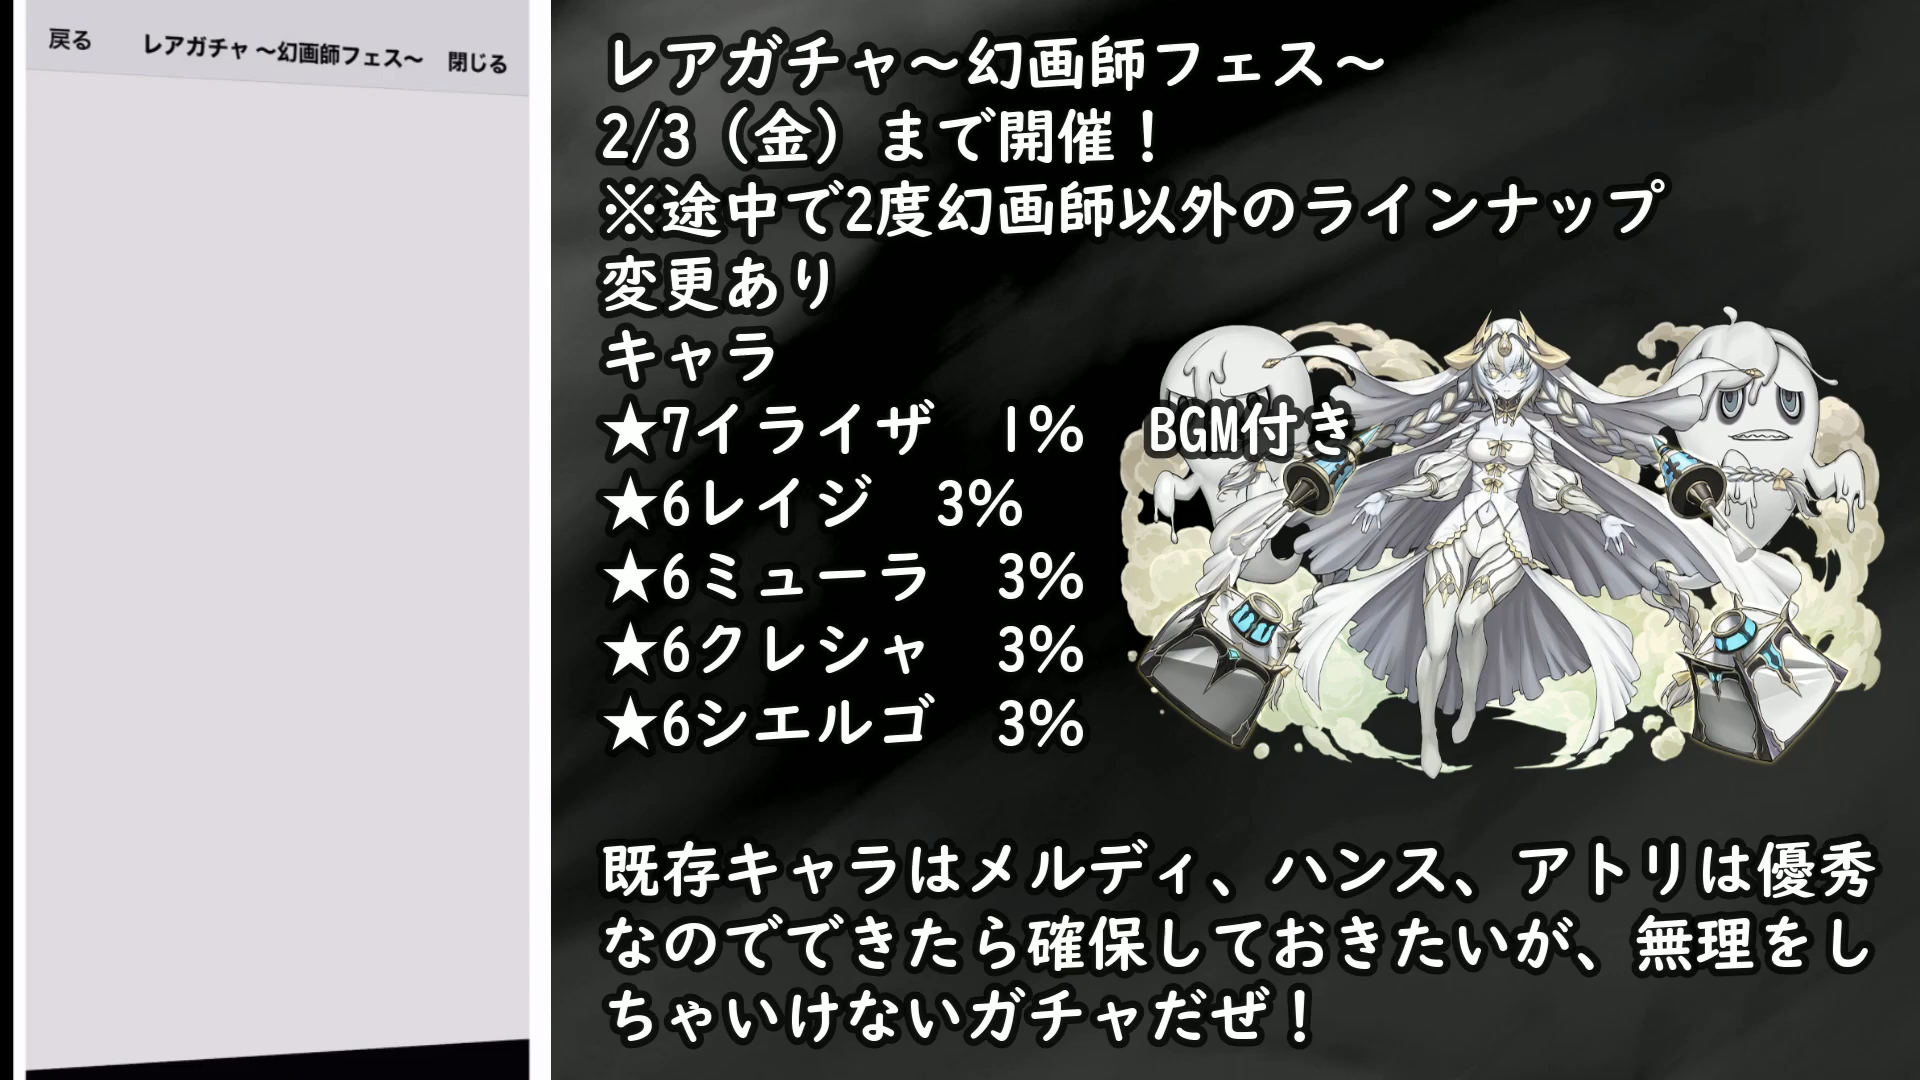 戻る
レアガチャ ～幻画師フェス～
閉じる
レアガチャ～幻画師フェス～
2/3（金）まで開催！
※途中で2度幻画師以外のラインナップ
変更あり
キャラ
★7イライザ　1%　BGM付き
★6レイジ　3%
★6ミューラ　3%
★6クレシャ　3%
★6シエルゴ　3%
既存キャラはメルディ、ハンス、アトリは優秀
なのでできたら確保しておきたいが、無理をし
ちゃいけないガチャだぜ！